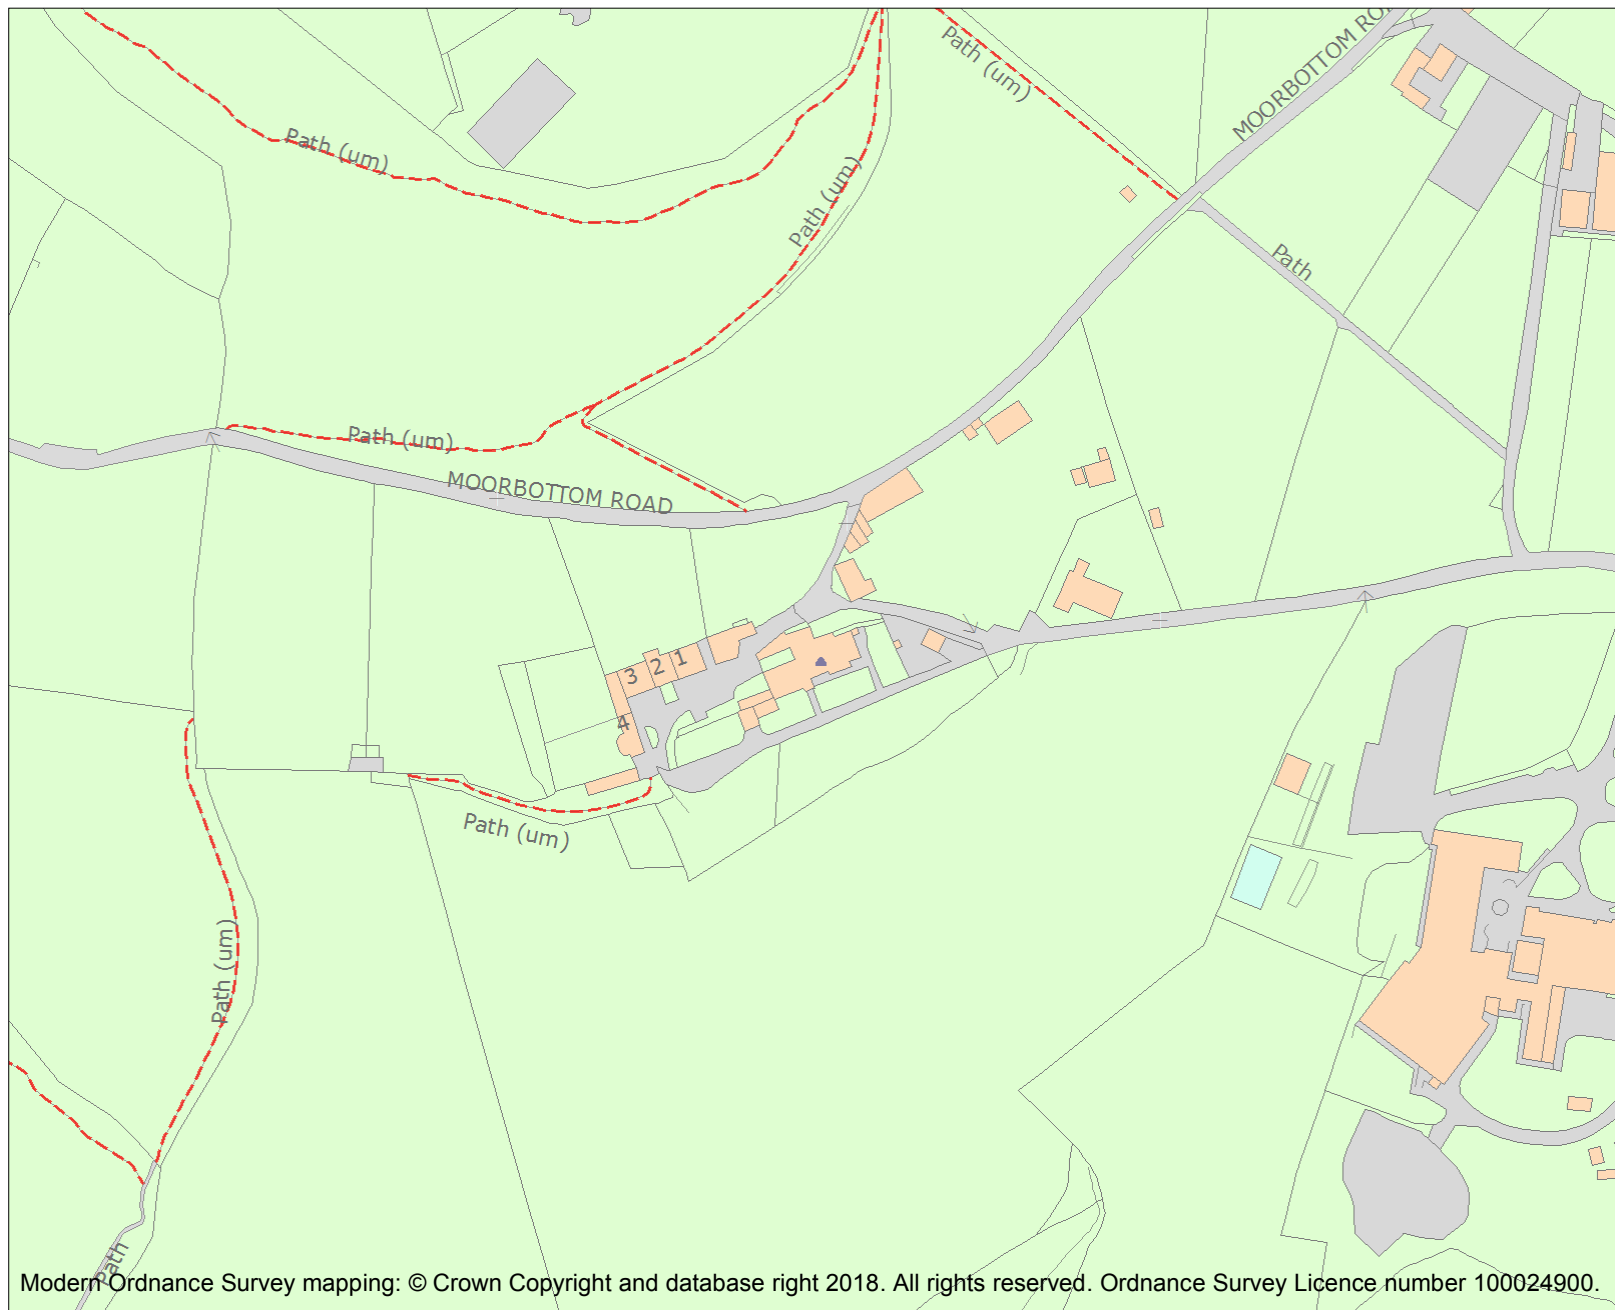 Path (um)
MOORBOTTOM RO
Path (um)
Path (um)
Path
Path (um)
MOORBOTTOM ROAD
3 2 1
4
Path (um)
Path (um)
Path
Modern Ordnance Survey mapping: © Crown Copyright and database right 2018. All rights reserved. Ordnance Survey Licence number 100024900.